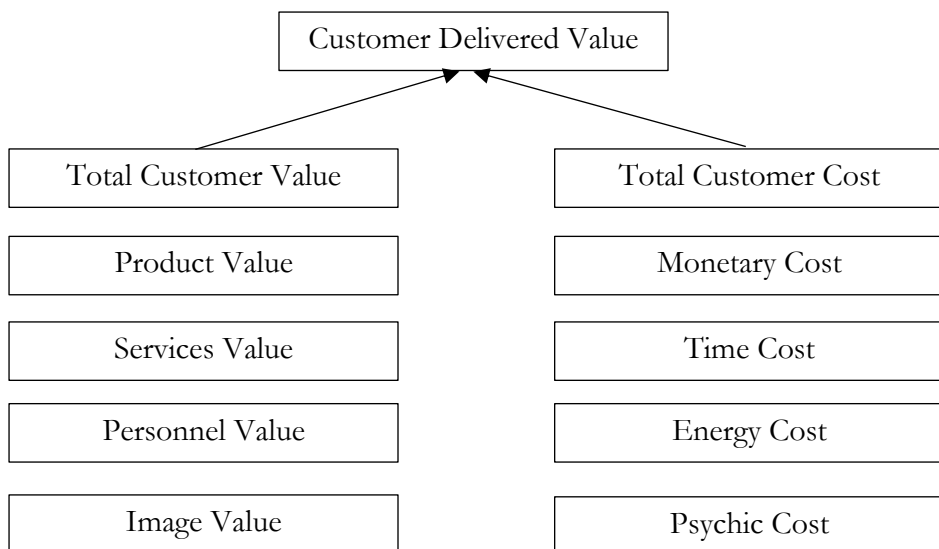 Customer Delivered Value
Total Customer Value
Total Customer Cost
Product Value
Monetary Cost
Services Value
Time Cost
Personnel Value
Energy Cost
Image Value
Psychic Cost